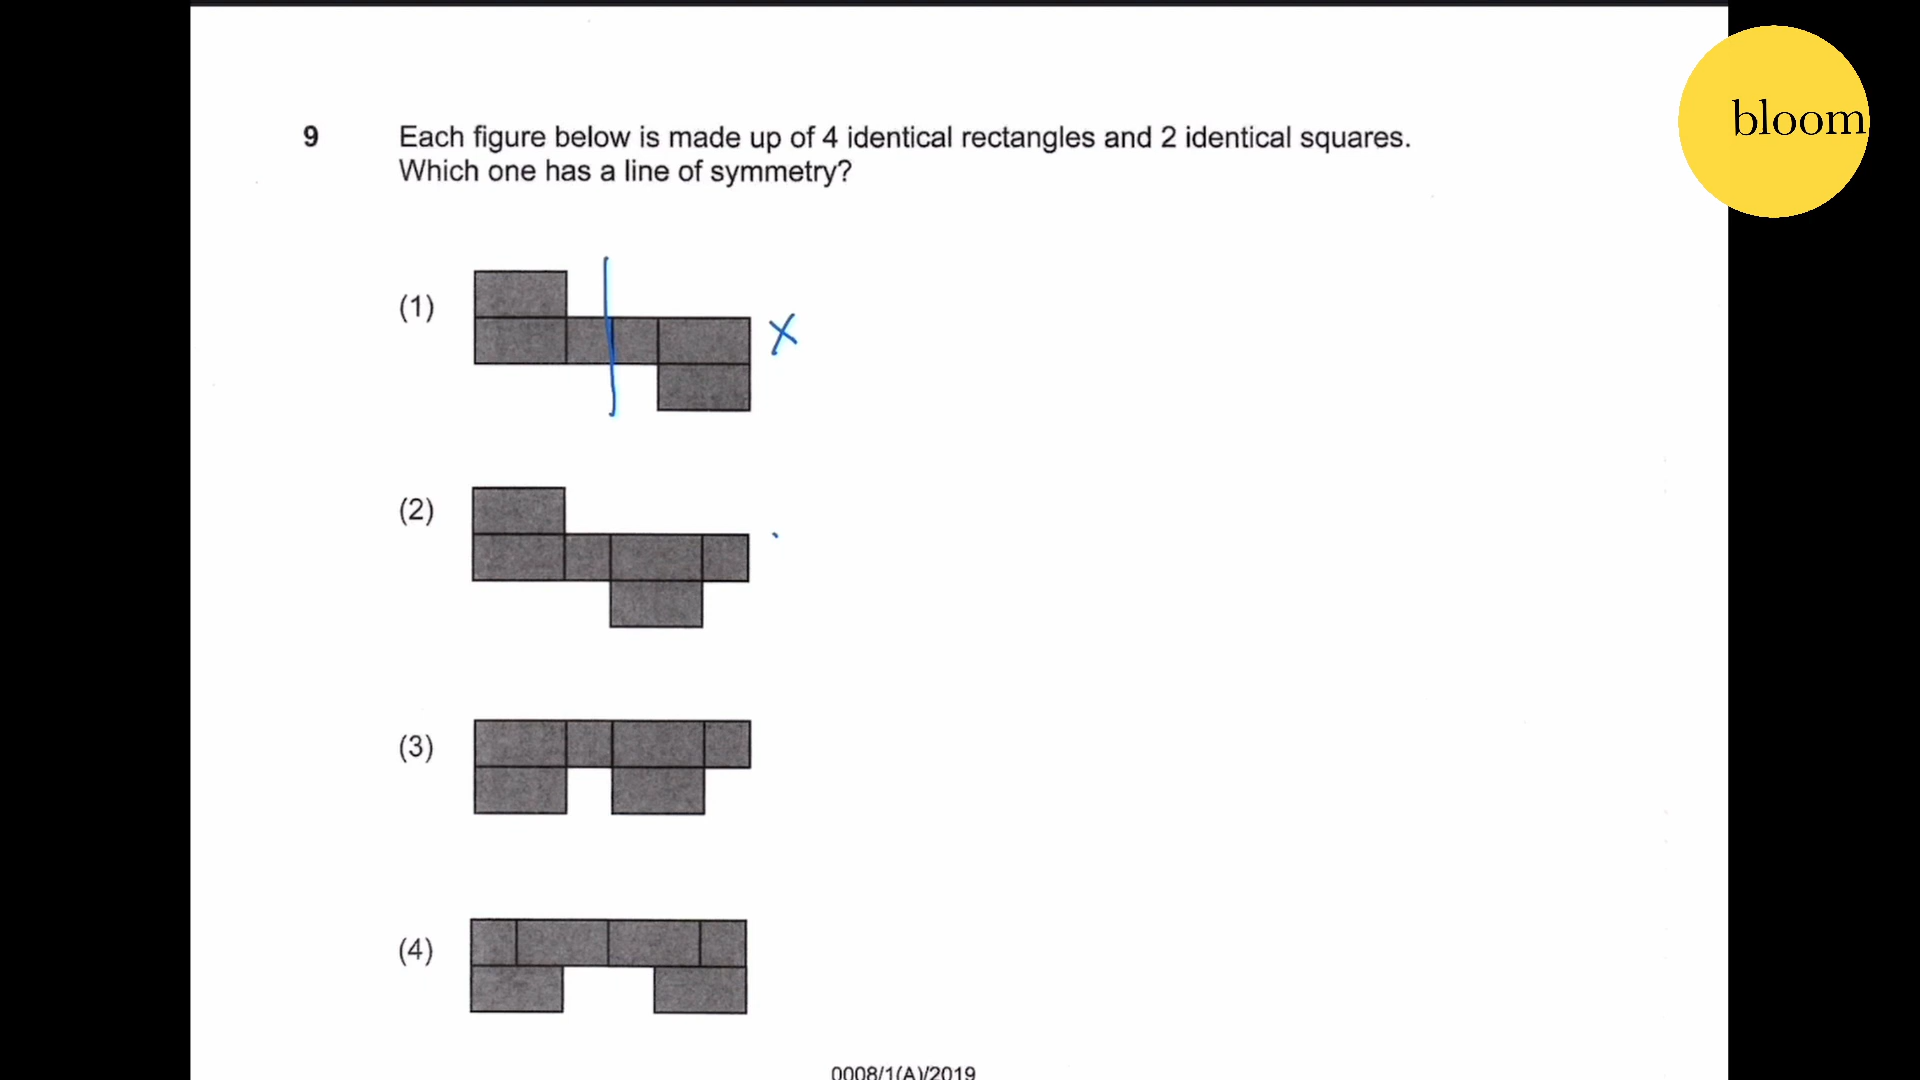 bloom
9 Each figure below is made up of 4 identical rectangles and 2 identical squares.
Which one has a line of symmetry?
(1)
(2)
(3)
(4)
0008/1(A)/2019